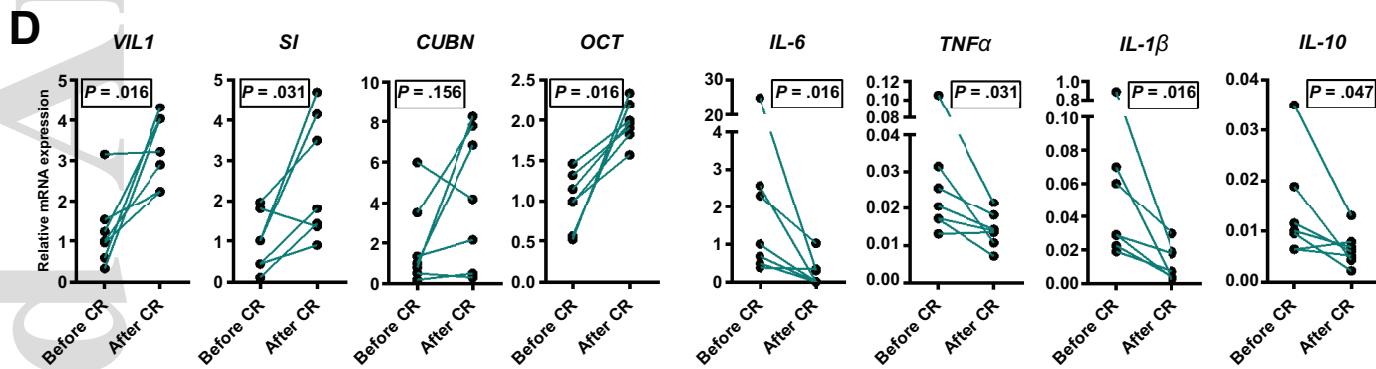 D
VIL1 SI CUBN OCT IL-6 TNFα IL-1β IL-10
P = .016 P = .031 P = .156 P = .016 P = .016 P = .031 P = .016 P = .047
Relative mRNA expression
5 4 3 2 1 0
5 4 3 2 1 0
10 8 6 4 2 0
2.5 2.0 1.5 1.0 0.5 0.0
30 20 4 2 1 0
0.12 0.10 0.08 0.04 0.03 0.02 0.01 0.00
1.0 0.8 0.10 0.08 0.06 0.04 0.02 0.00
0.04 0.03 0.02 0.01 0.00
Before CR After CR Before CR After CR Before CR After CR Before CR After CR Before CR After CR Before CR After CR Before CR After CR Before CR After CR